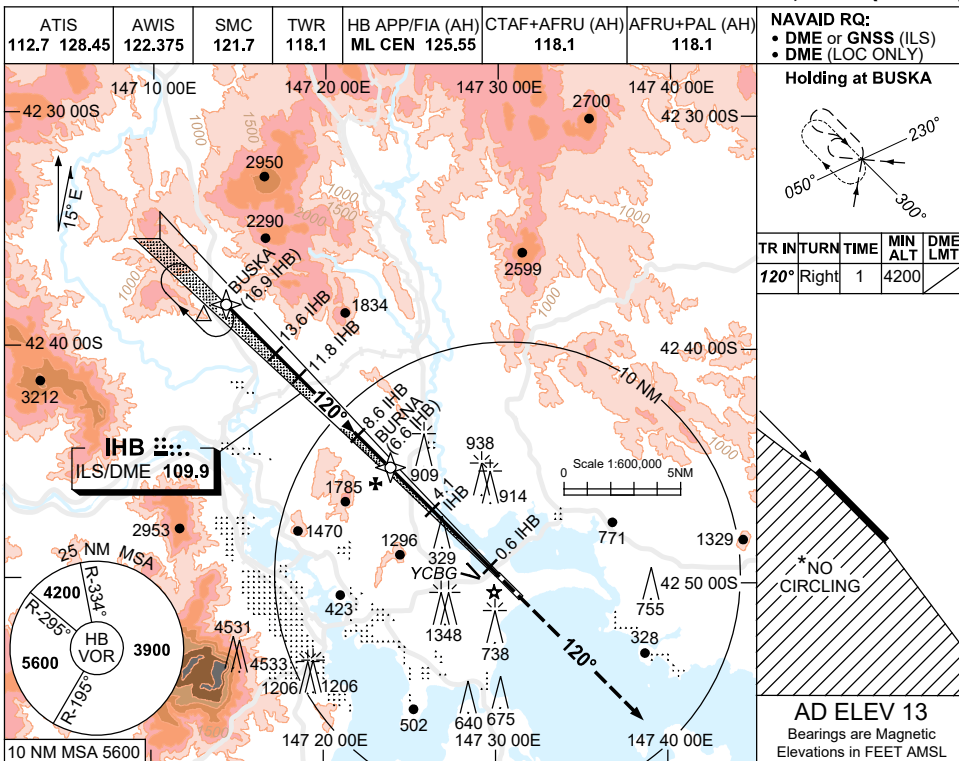 ATIS
112.7 128.45
AWIS
122.375
SMC
121.7
TWR
118.1
HB APP/FIA (AH)
ML CEN 125.55
CTAF+AFRU (AH)
118.1
AFRU+PAL (AH)
118.1
NAVAID RQ:
• DME or GNSS (ILS)
• DME (LOC ONLY)
147 10 00E
147 20 00E
147 30 00E
147 40 00E
42 30 00S
42 30 00S
1000
1500
2700
2950
1000
1500
2000
2290
15° E
1000
2599
1000
1000
BUSKA
(16.9 IHB)
1834
13.6 IHB
11.8 IHB
42 40 00S
42 40 00S
3212
10 NM
120°
8.6 IHB
BURNA
(6.6 IHB)
1000
IHB
ILS/DME 109.9
909
938
914
Scale 1:600,000
0
5NM
4.1
IHB
1785
1470
2953
1296
329
0.6 IHB
771
1329
YCBG
42 50 00S
25 NM MSA
4200
R-334°
R-295°
HB
VOR
5600
3900
R-195°
10 NM MSA 5600
423
1348
738
755
328
120°
4531
4533
1206
1206
1500
502
640
675
147 20 00E
147 30 00E
147 40 00E
Holding at BUSKA
230°
050°
300°
TR IN TURN TIME MIN ALT DME LMT
120° Right 1 4200
*NO
CIRCLING
AD ELEV 13
Bearings are Magnetic
Elevations in FEET AMSL